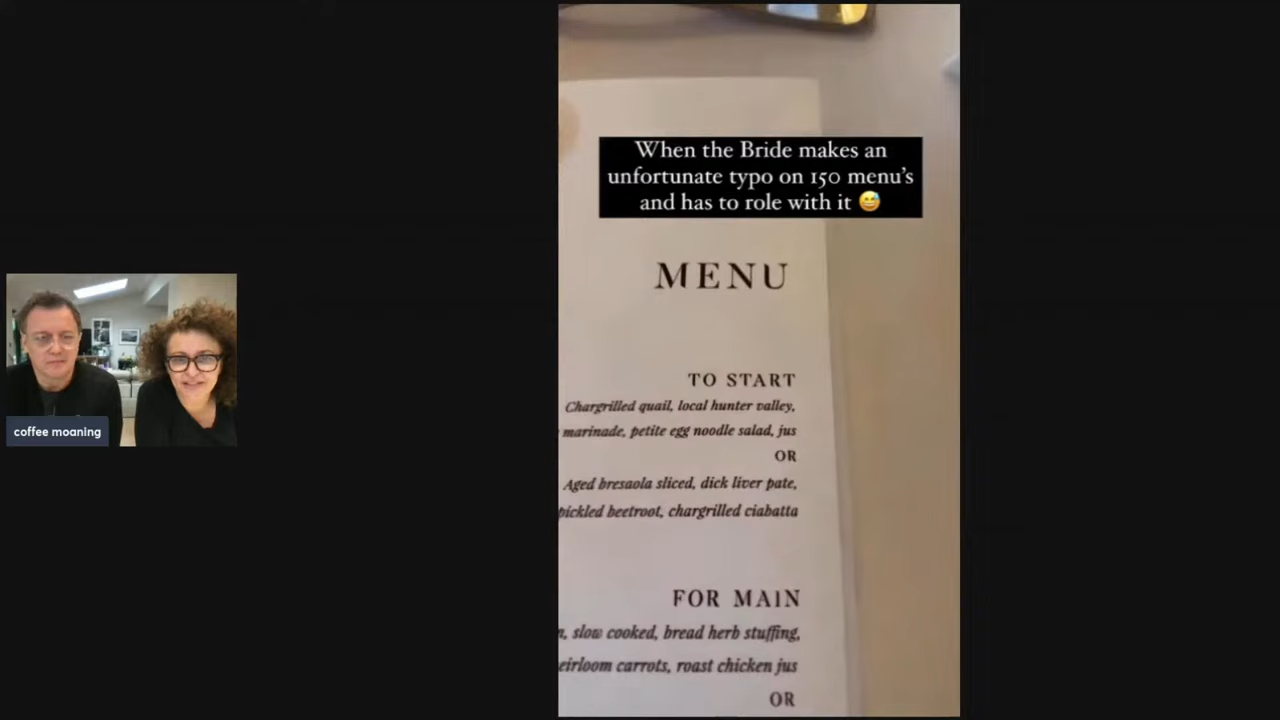 When the Bride makes an
unfortunate typo on 150 menu's
and has to role with it 😅
MENU
TO START
Chargrilled quail, local hunter valley,
marinade, petite egg noodle salad, jus
OR
Aged bresaola sliced, dick liver pate,
pickled beetroot, chargrilled ciabatta
FOR MAIN
slow cooked, bread herb stuffing,
carrots, roast chicken jus
OR
coffee moaning